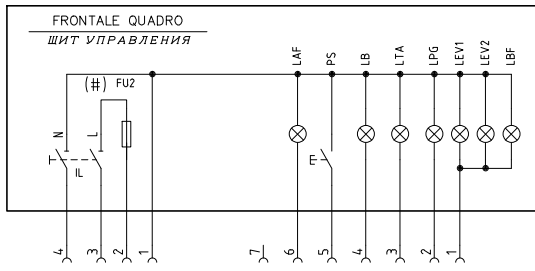 FRONTALE QUADRO
ЩИТ УПРАВЛЕНИЯ
LAF PS LB LTA LPG LEV1 LEV2 LBF
(#) FU2
N L
IL
4 3 2 1 7 6 5 4 3 2 1